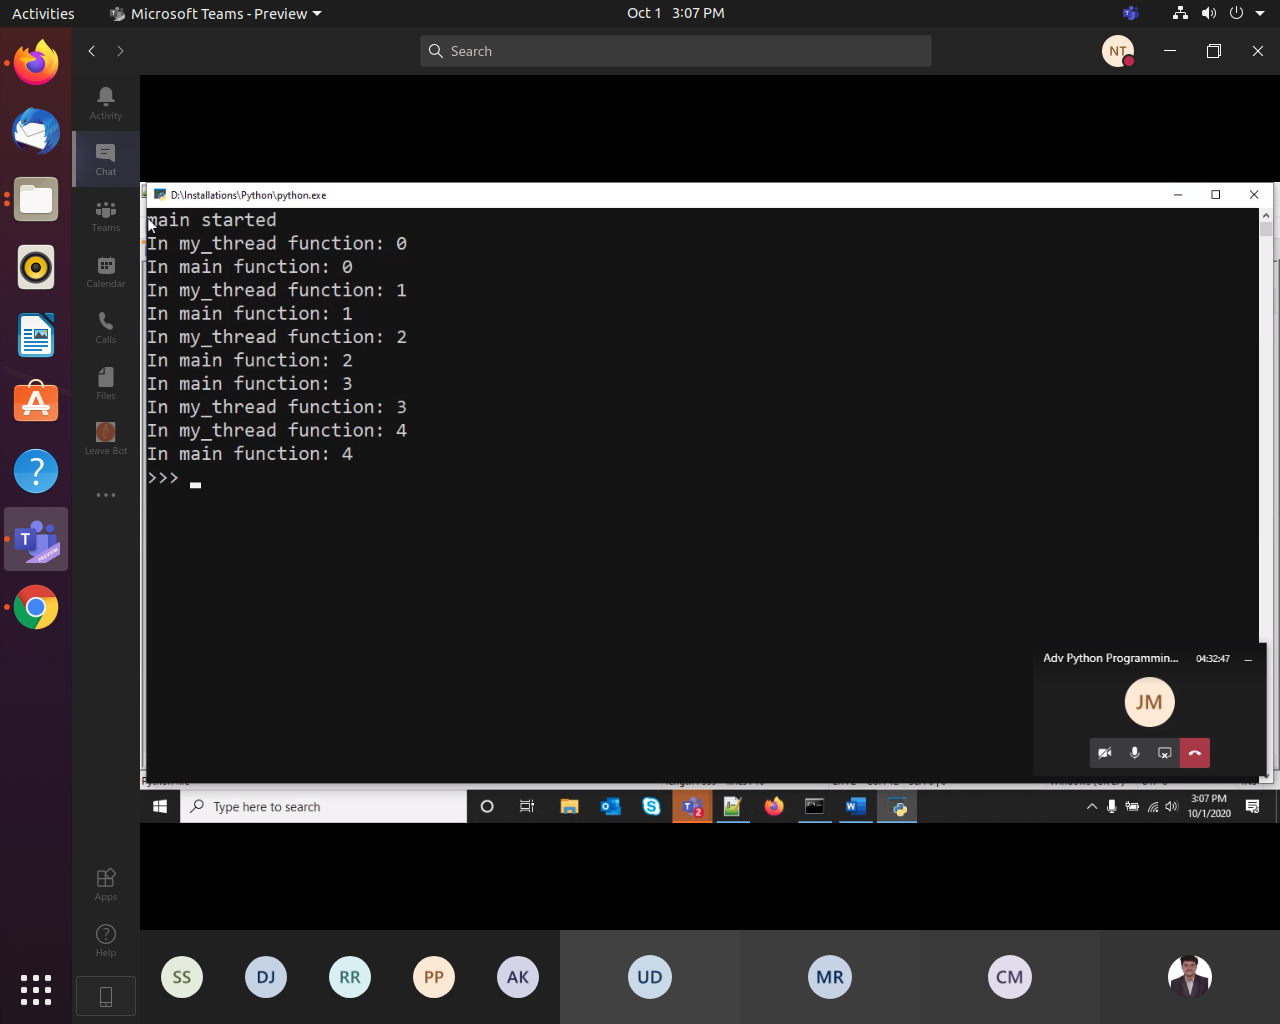 Activities
Microsoft Teams - Preview
Oct 1 3:07 PM
Search
NT
Activity
Chat
Teams
Calendar
Calls
Files
Leave Bot
Apps
Help
D:\Installations\Python\python.exe
main started
In my_thread function: 0
In main function: 0
In my_thread function: 1
In main function: 1
In my_thread function: 2
In main function: 2
In main function: 3
In my_thread function: 3
In my_thread function: 4
In main function: 4
>>>
Adv Python Programmin...
04:32:47
JM
Type here to search
2
3:07 PM
10/1/2020
T
PREVIEW
SS
DJ
RR
PP
AK
UD
MR
CM